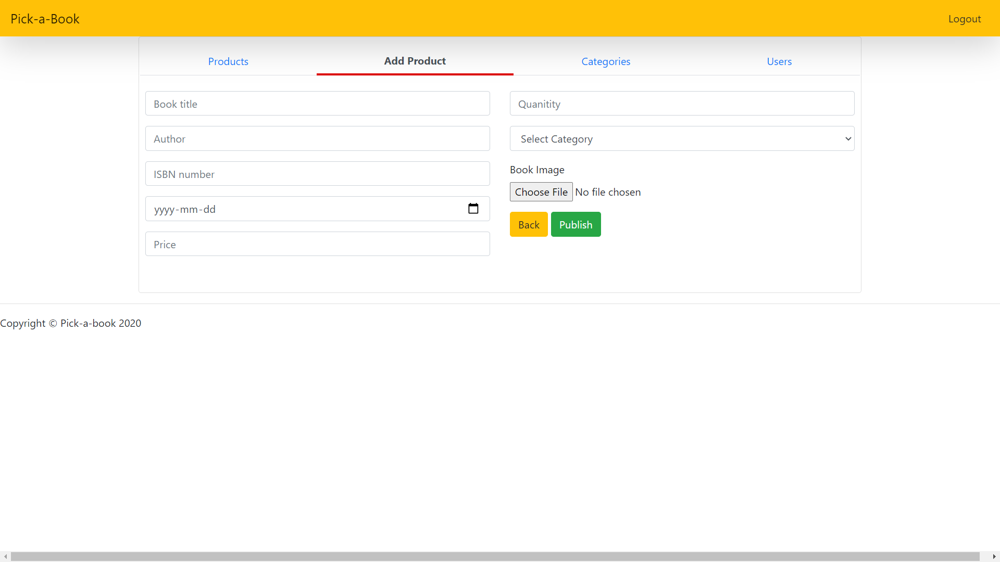 Pick-a-Book
Logout
Products
Add Product
Categories
Users
Book title
Author
ISBN number
yyyy-mm-dd
Price
Quanitity
Select Category
Book Image
Choose File No file chosen
Back Publish
Copyright © Pick-a-book 2020